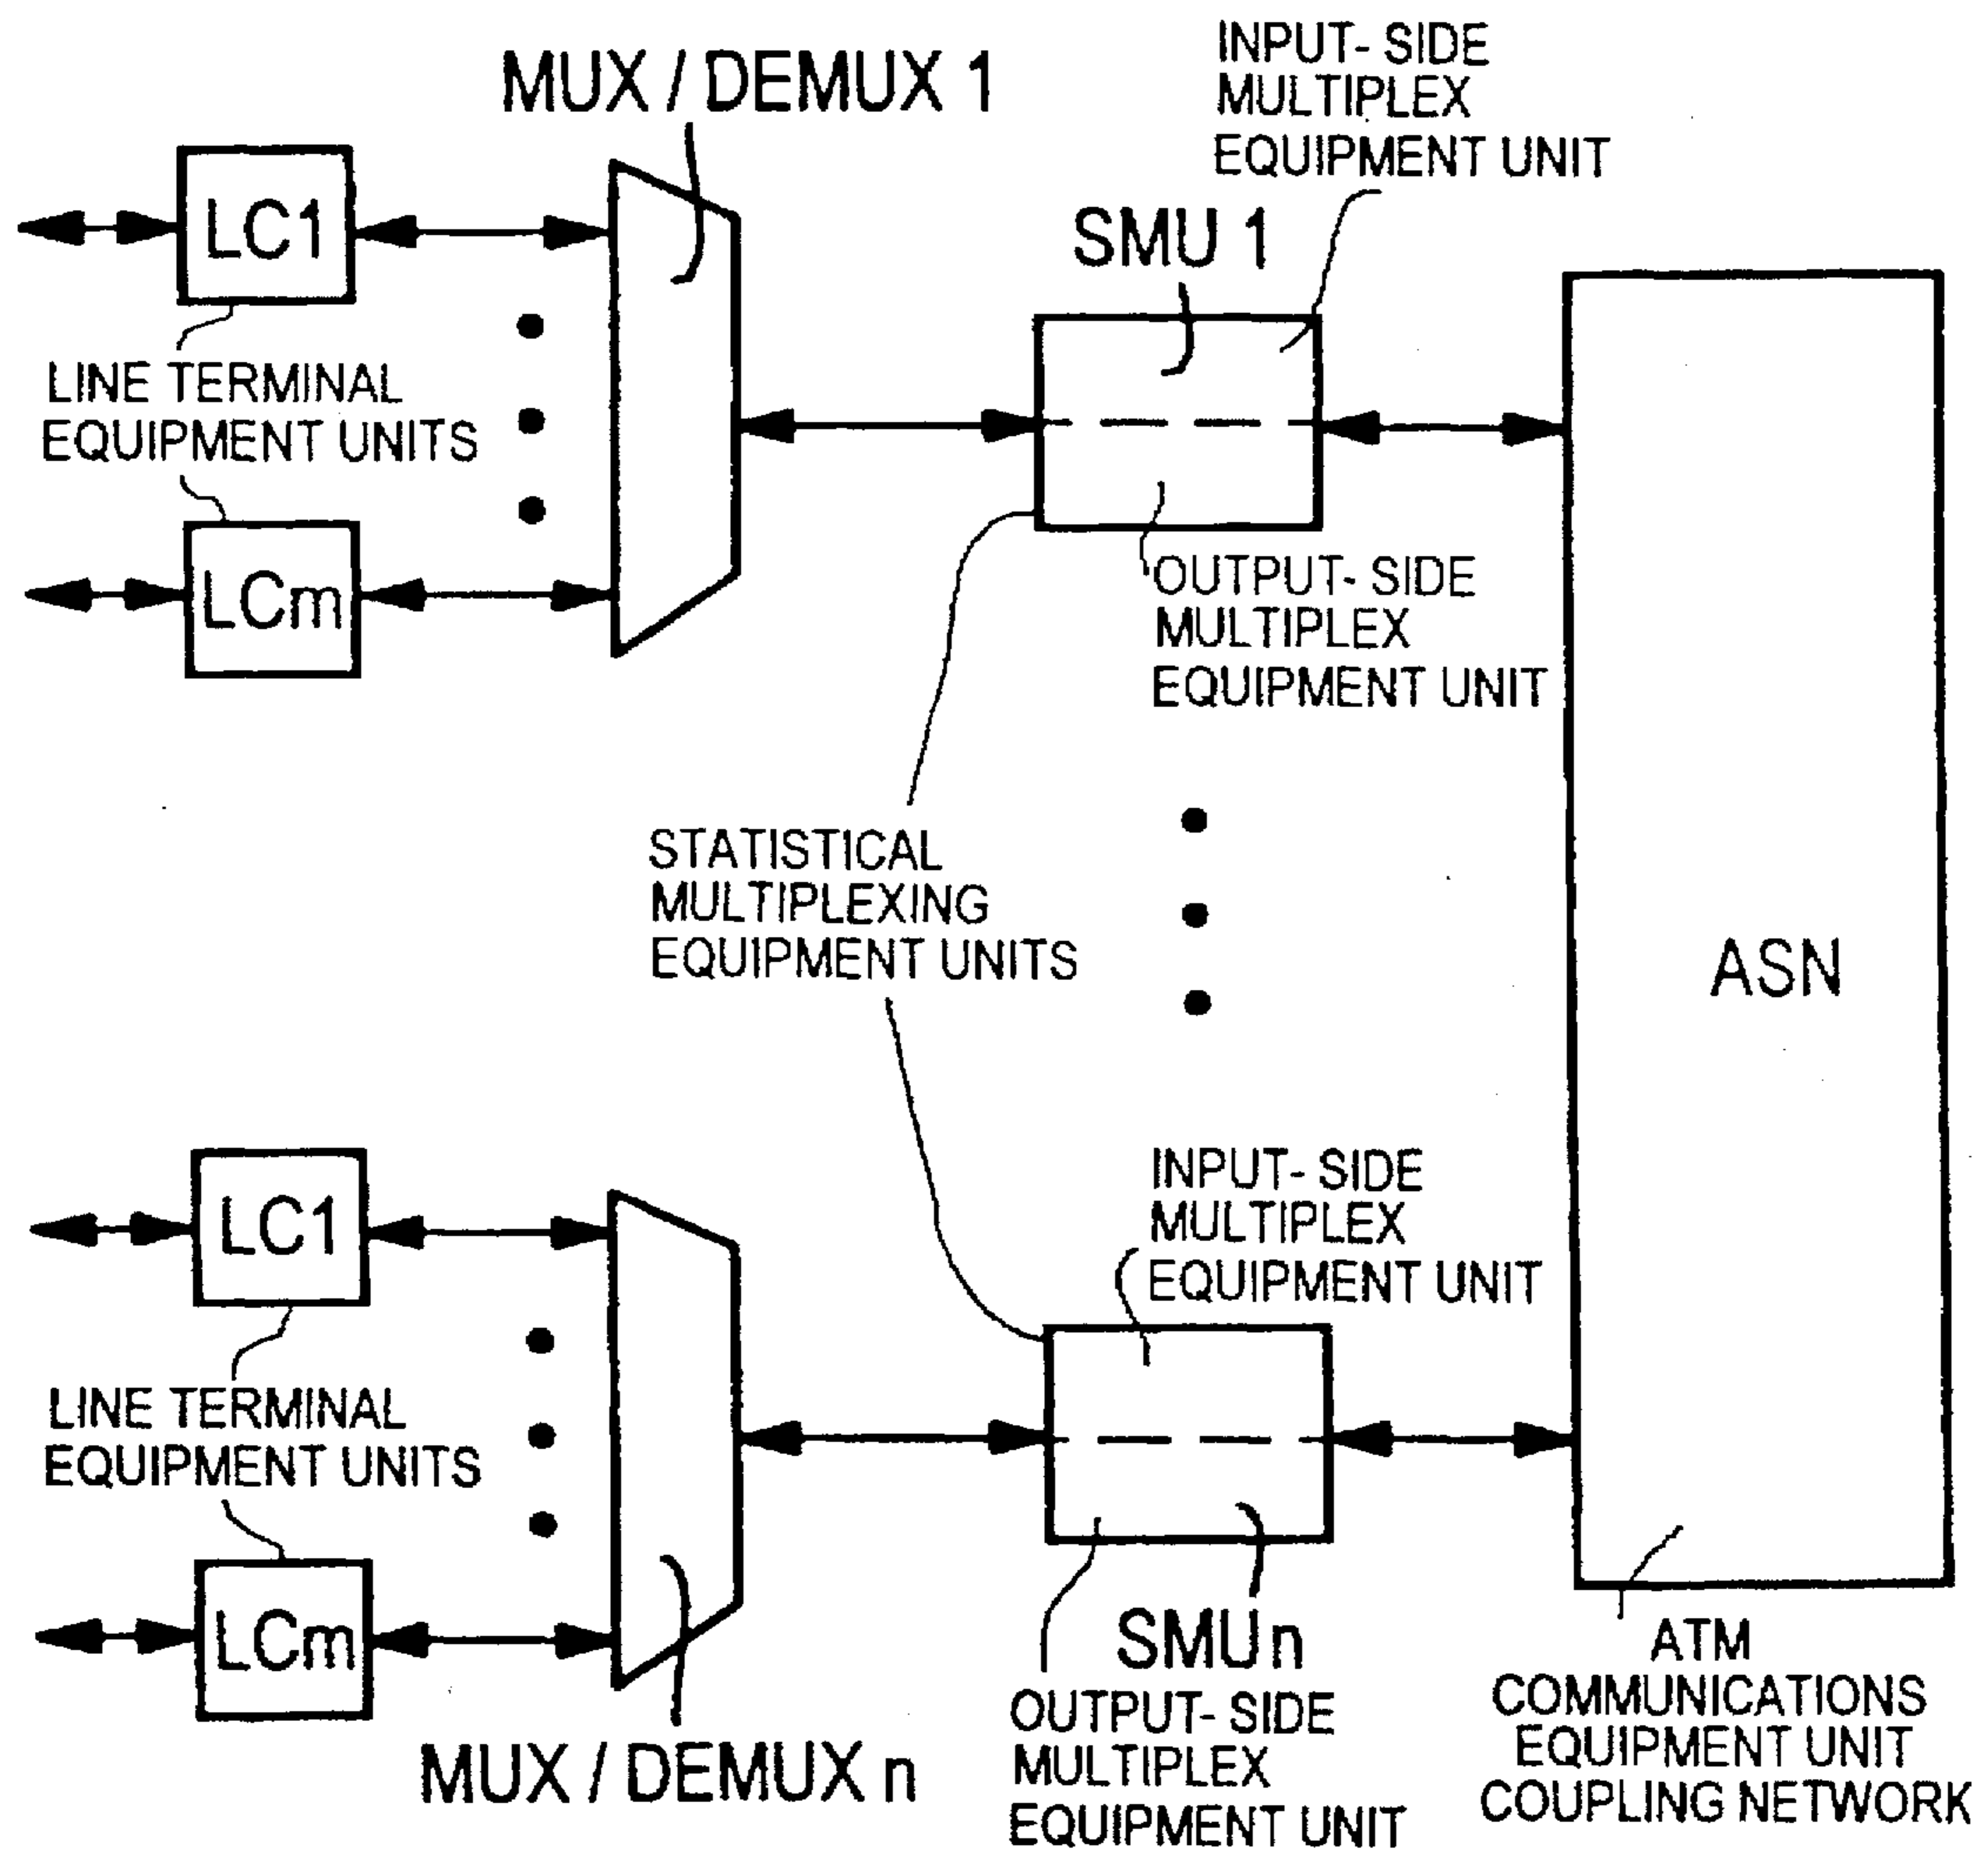 MUX / DEMUX 1
INPUT- SIDE
MULTIPLEX
EQUIPMENT UNIT
LC1
SMU 1
LINE TERMINAL
EQUIPMENT UNITS
LCm
OUTPUT- SIDE
MULTIPLEX
EQUIPMENT UNIT
STATISTICAL
MULTIPLEXING
EQUIPMENT UNITS
ASN
INPUT- SIDE
MULTIPLEX
EQUIPMENT UNIT
LC1
LINE TERMINAL
EQUIPMENT UNITS
LCm
SMUn
OUTPUT- SIDE
MULTIPLEX
EQUIPMENT UNIT
MUX / DEMUX n
ATM
COMMUNICATIONS
EQUIPMENT UNIT
COUPLING NETWORK